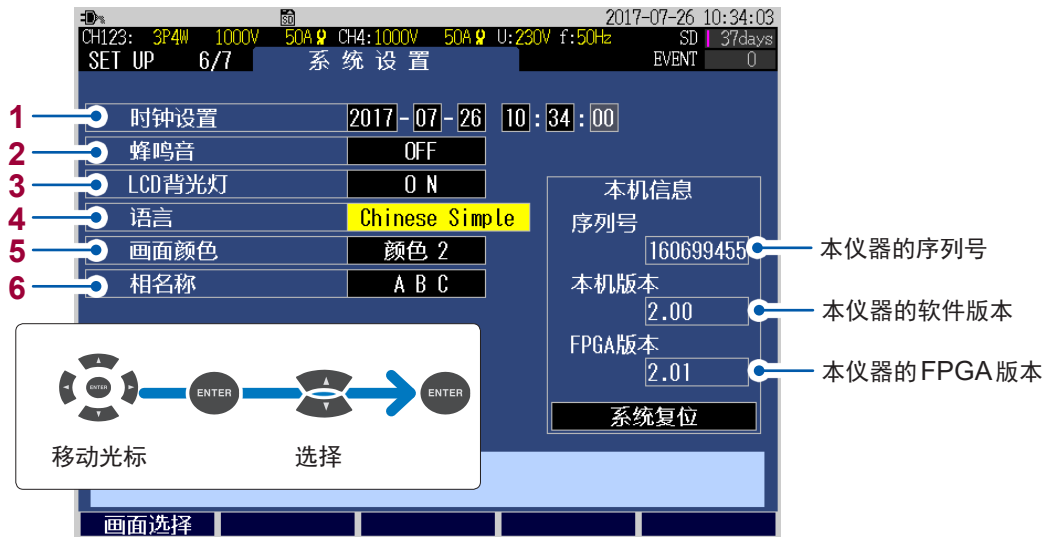 SD 2017-07-26 10:34:03
CH123: 3P4W 1000V 50A CH4:1000V 50A U:230V f:50Hz SD 37days
SET UP 6/7 系统设置 EVENT 0
1 时钟设置 2017-07-26 10:34:00
2 蜂鸣音 OFF
3 LCD背光灯 ON
4 语言 Chinese Simple
5 画面颜色 颜色 2
6 相名称 A B C
本机信息
序列号
160699455 本仪器的序列号
本机版本
2.00 本仪器的软件版本
FPGA版本
2.01 本仪器的FPGA版本
系统复位
ENTER ENTER ENTER
移动光标 选择
画面选择